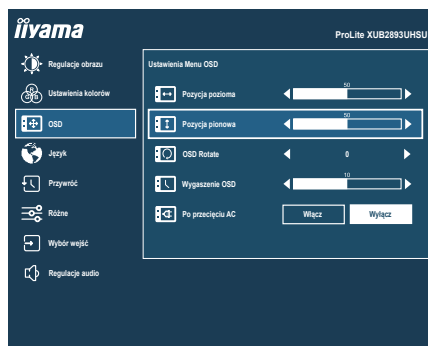 iiyama
ProLite XUB2893UHSU
Regulacje obrazu
Ustawienia kolorów
OSD
Język
Przywróć
Różne
Wybór wejść
Regulacje audio
Ustawienia Menu OSD
Pozycja pozioma 50
Pozycja pionowa 50
OSD Rotate 0
Wygaszenie OSD 10
Po przecięciu AC Włącz Wyłącz